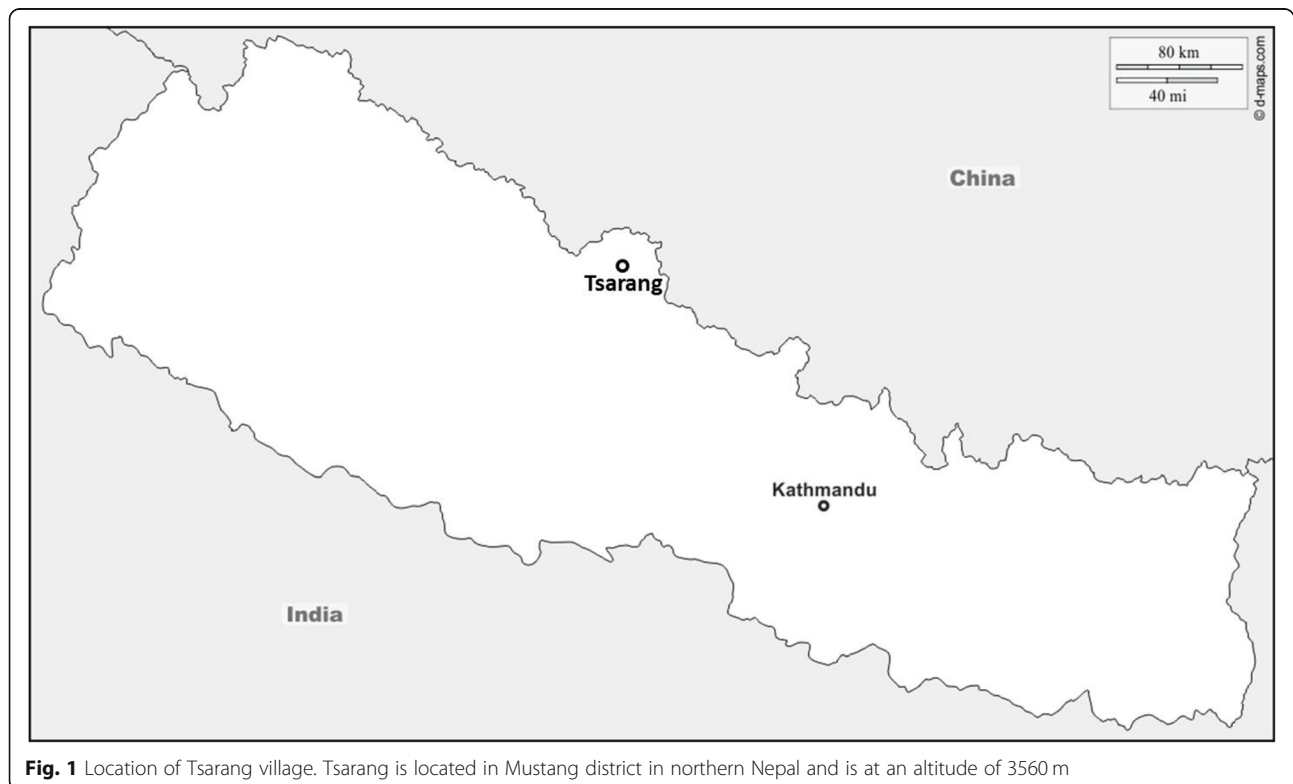 80 km
40 mi
© d-maps.com
China
Tsarang
Kathmandu
India
Fig. 1 Location of Tsarang village. Tsarang is located in Mustang district in northern Nepal and is at an altitude of 3560 m